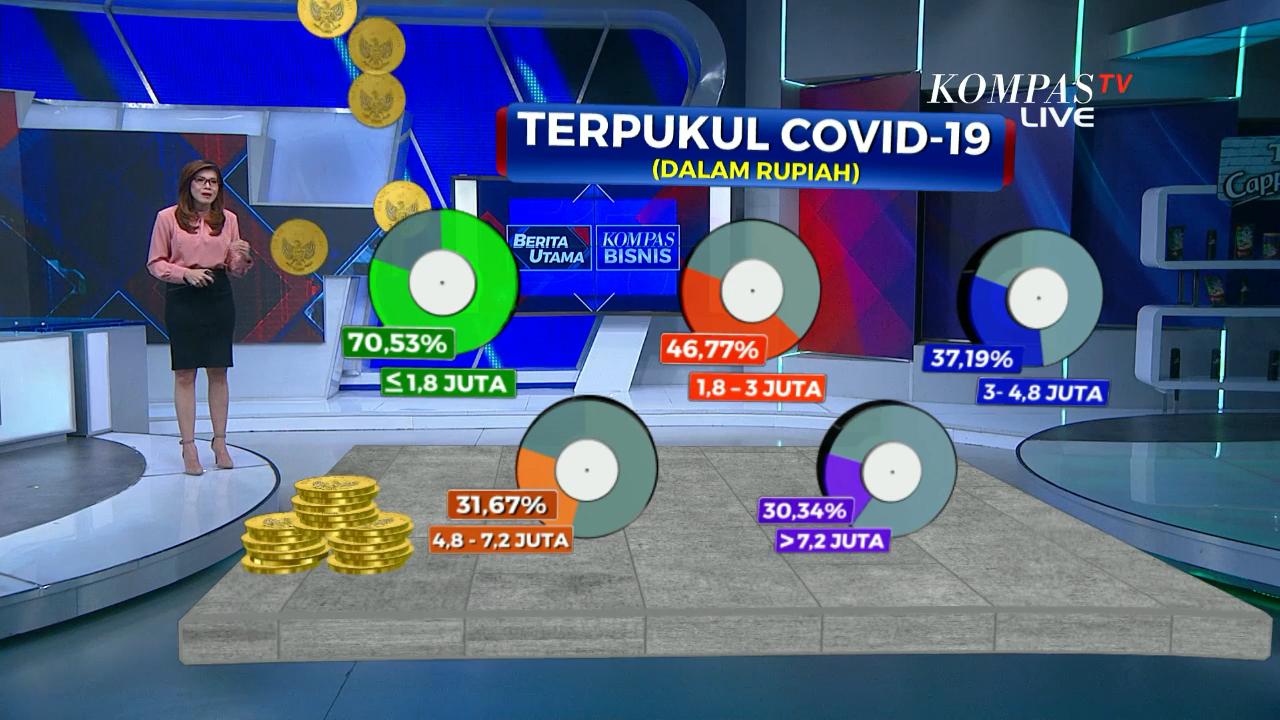 KOMPAS TV
LIVE
TERPUKUL COVID-19
(DALAM RUPIAH)
BERITA
UTAMA
KOMPAS
BISNIS
70,53%
≤ 1,8 JUTA
46,77%
1,8 – 3 JUTA
37,19%
3- 4,8 JUTA
31,67%
4,8 - 7,2 JUTA
30,34%
>7,2 JUTA